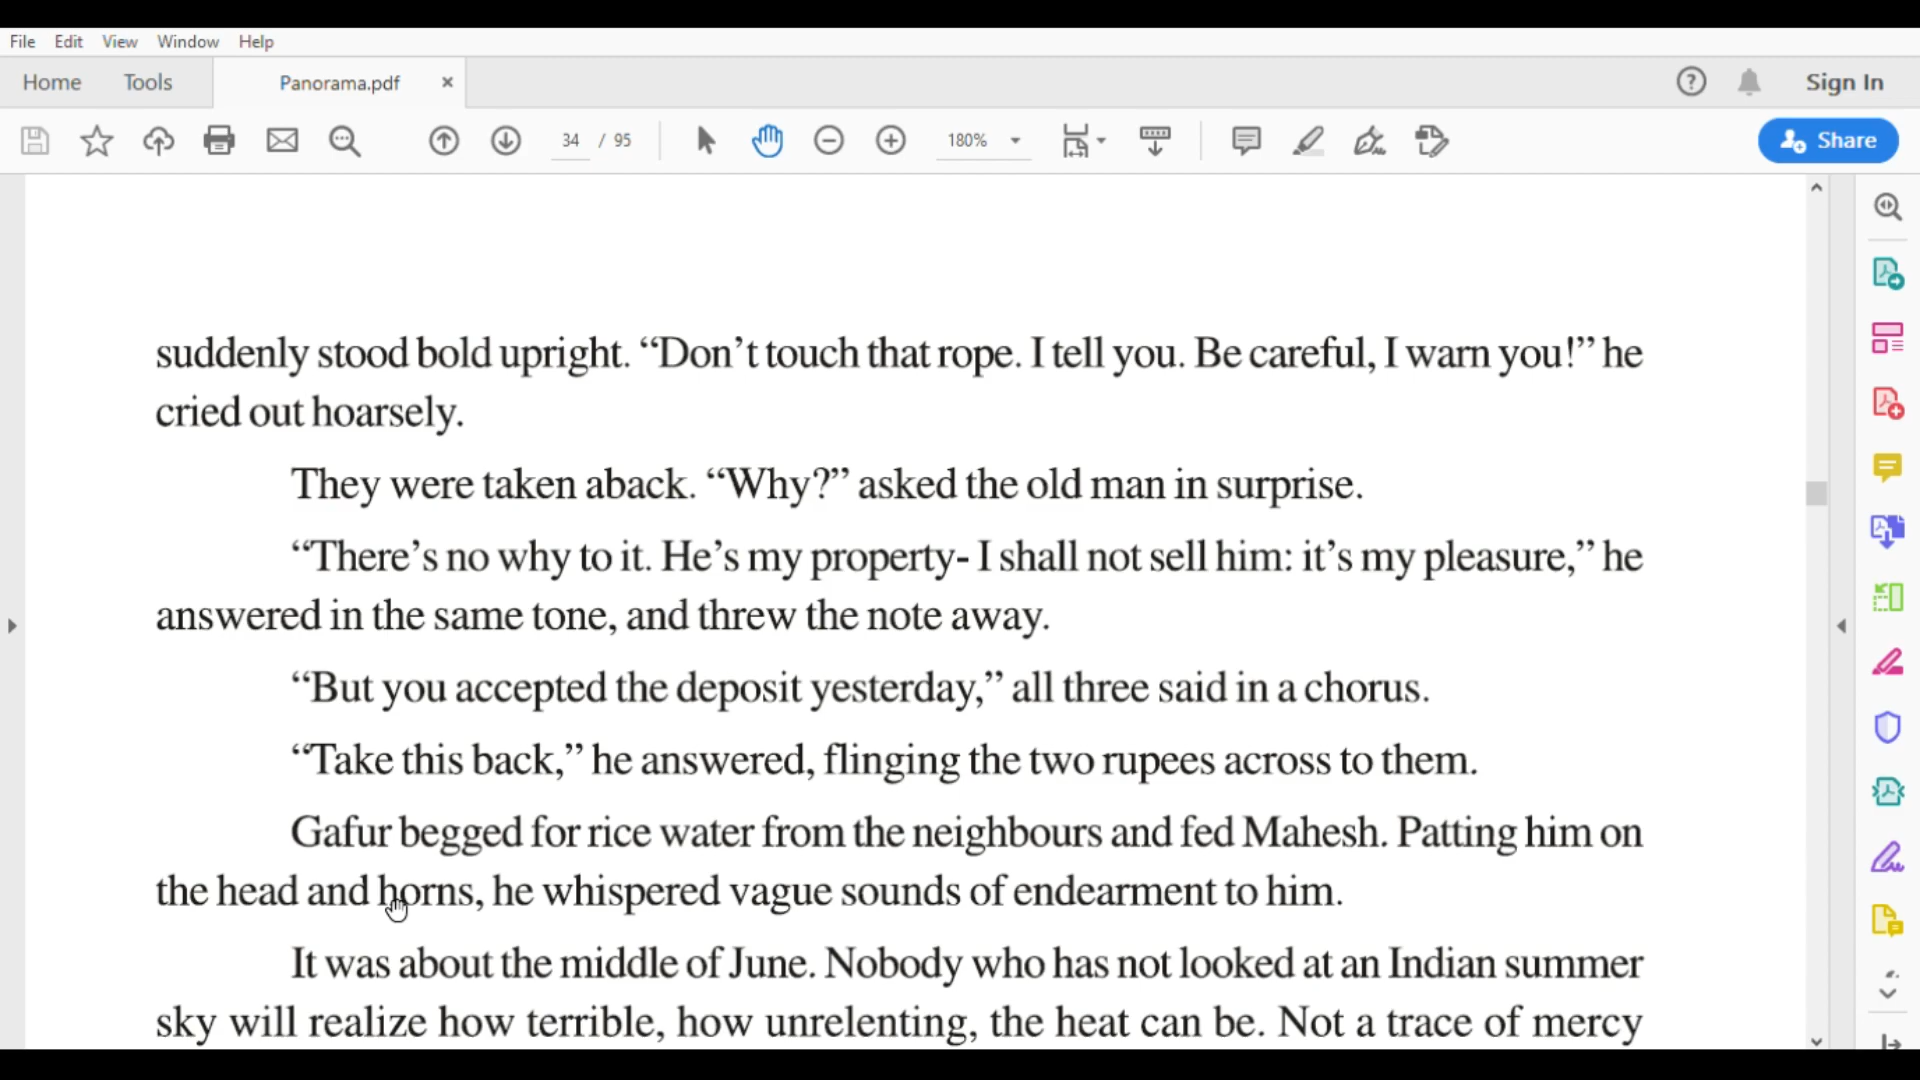 File Edit View Window Help
Home Tools Panorama.pdf × Sign In
34 / 95 180% Share
suddenly stood bold upright. “Don’t touch that rope. I tell you. Be careful, I warn you!” he
cried out hoarsely.
They were taken aback. “Why?” asked the old man in surprise.
“There’s no why to it. He’s my property- I shall not sell him: it’s my pleasure,” he
answered in the same tone, and threw the note away.
“But you accepted the deposit yesterday,” all three said in a chorus.
“Take this back,” he answered, flinging the two rupees across to them.
Gafur begged for rice water from the neighbours and fed Mahesh. Patting him on
the head and horns, he whispered vague sounds of endearment to him.
It was about the middle of June. Nobody who has not looked at an Indian summer
sky will realize how terrible, how unrelenting, the heat can be. Not a trace of mercy